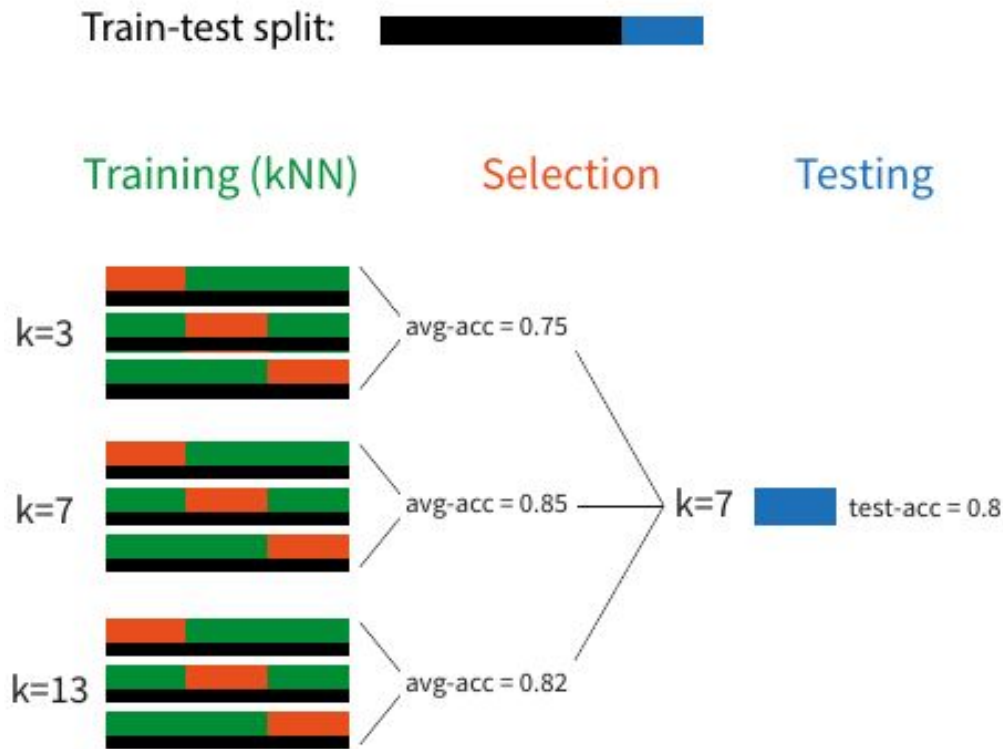 Train-test split:
Training (kNN)
Selection
Testing
k=3
avg-acc = 0.75
k=7
avg-acc = 0.85
k=7
test-acc = 0.8
k=13
avg-acc = 0.82